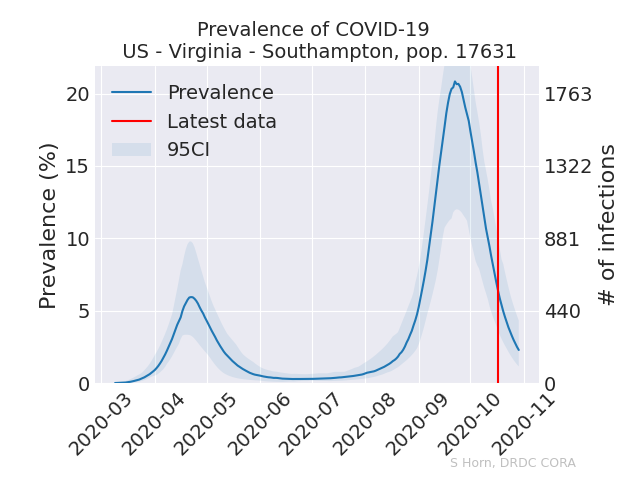 Prevalence of COVID-19
US - Virginia - Southampton, pop. 17631
Prevalence
Latest data
95CI
Prevalence (%)
20
15
10
5
0
1763
1322
881
440
0
# of infections
2020-03
2020-04
2020-05
2020-06
2020-07
2020-08
2020-09
2020-10
2020-11
S Horn, DRDC CORA